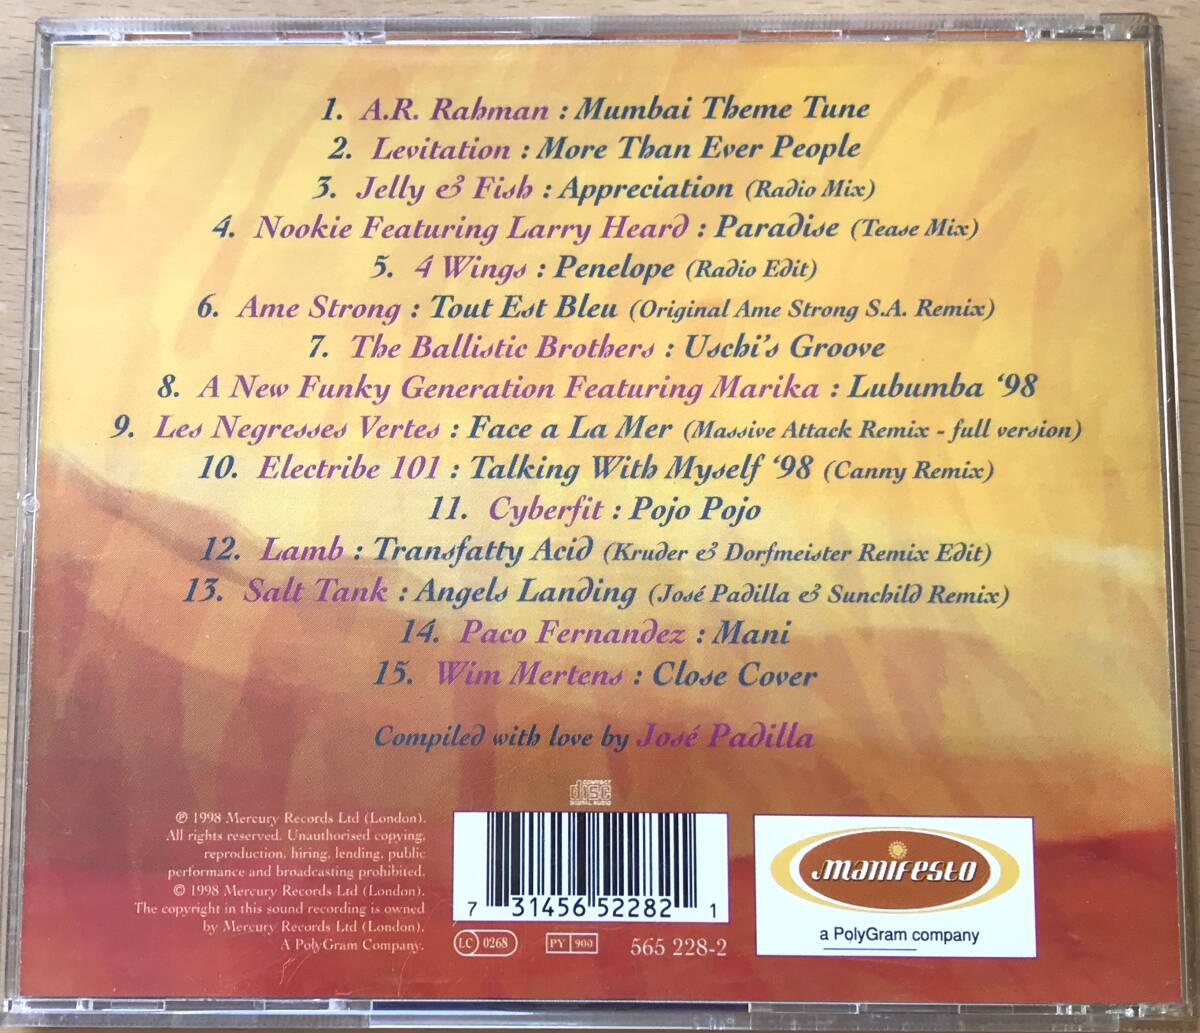 1. A.R. Rahman : Mumbai Theme Tune
2. Levitation : More Than Ever People
3. Jelly & Fish : Appreciation (Radio Mix)
4. Nookie Featuring Larry Heard : Paradise (Tease Mix)
5. 4 Wings : Penelope (Radio Edit)
6. Ame Strong : Tout Est Bleu (Original Ame Strong S.A. Remix)
7. The Ballistic Brothers : Uschi's Groove
8. A New Funky Generation Featuring Marika : Lubumba '98
9. Les Negresses Vertes : Face a La Mer (Massive Attack Remix - full version)
10. Electribe 101 : Talking With Myself '98 (Canny Remix)
11. Cyberfit : Pojo Pojo
12. Lamb : Transfatty Acid (Kruder & Dorfmeister Remix Edit)
13. Salt Tank : Angels Landing (José Padilla & Sunchild Remix)
14. Paco Fernandez : Mani
15. Wim Mertens : Close Cover
Compiled with love by José Padilla
COMPACT
disc
DIGITAL AUDIO
℗ 1998 Mercury Records Ltd (London).
All rights reserved. Unauthorised copying,
reproduction, hiring, lending, public
performance and broadcasting prohibited.
© 1998 Mercury Records Ltd (London).
The copyright in this sound recording is owned
by Mercury Records Ltd (London).
A PolyGram Company.
7 31456 52282 1
LC 0268
PY 900
565 228-2
manifesto
a PolyGram company